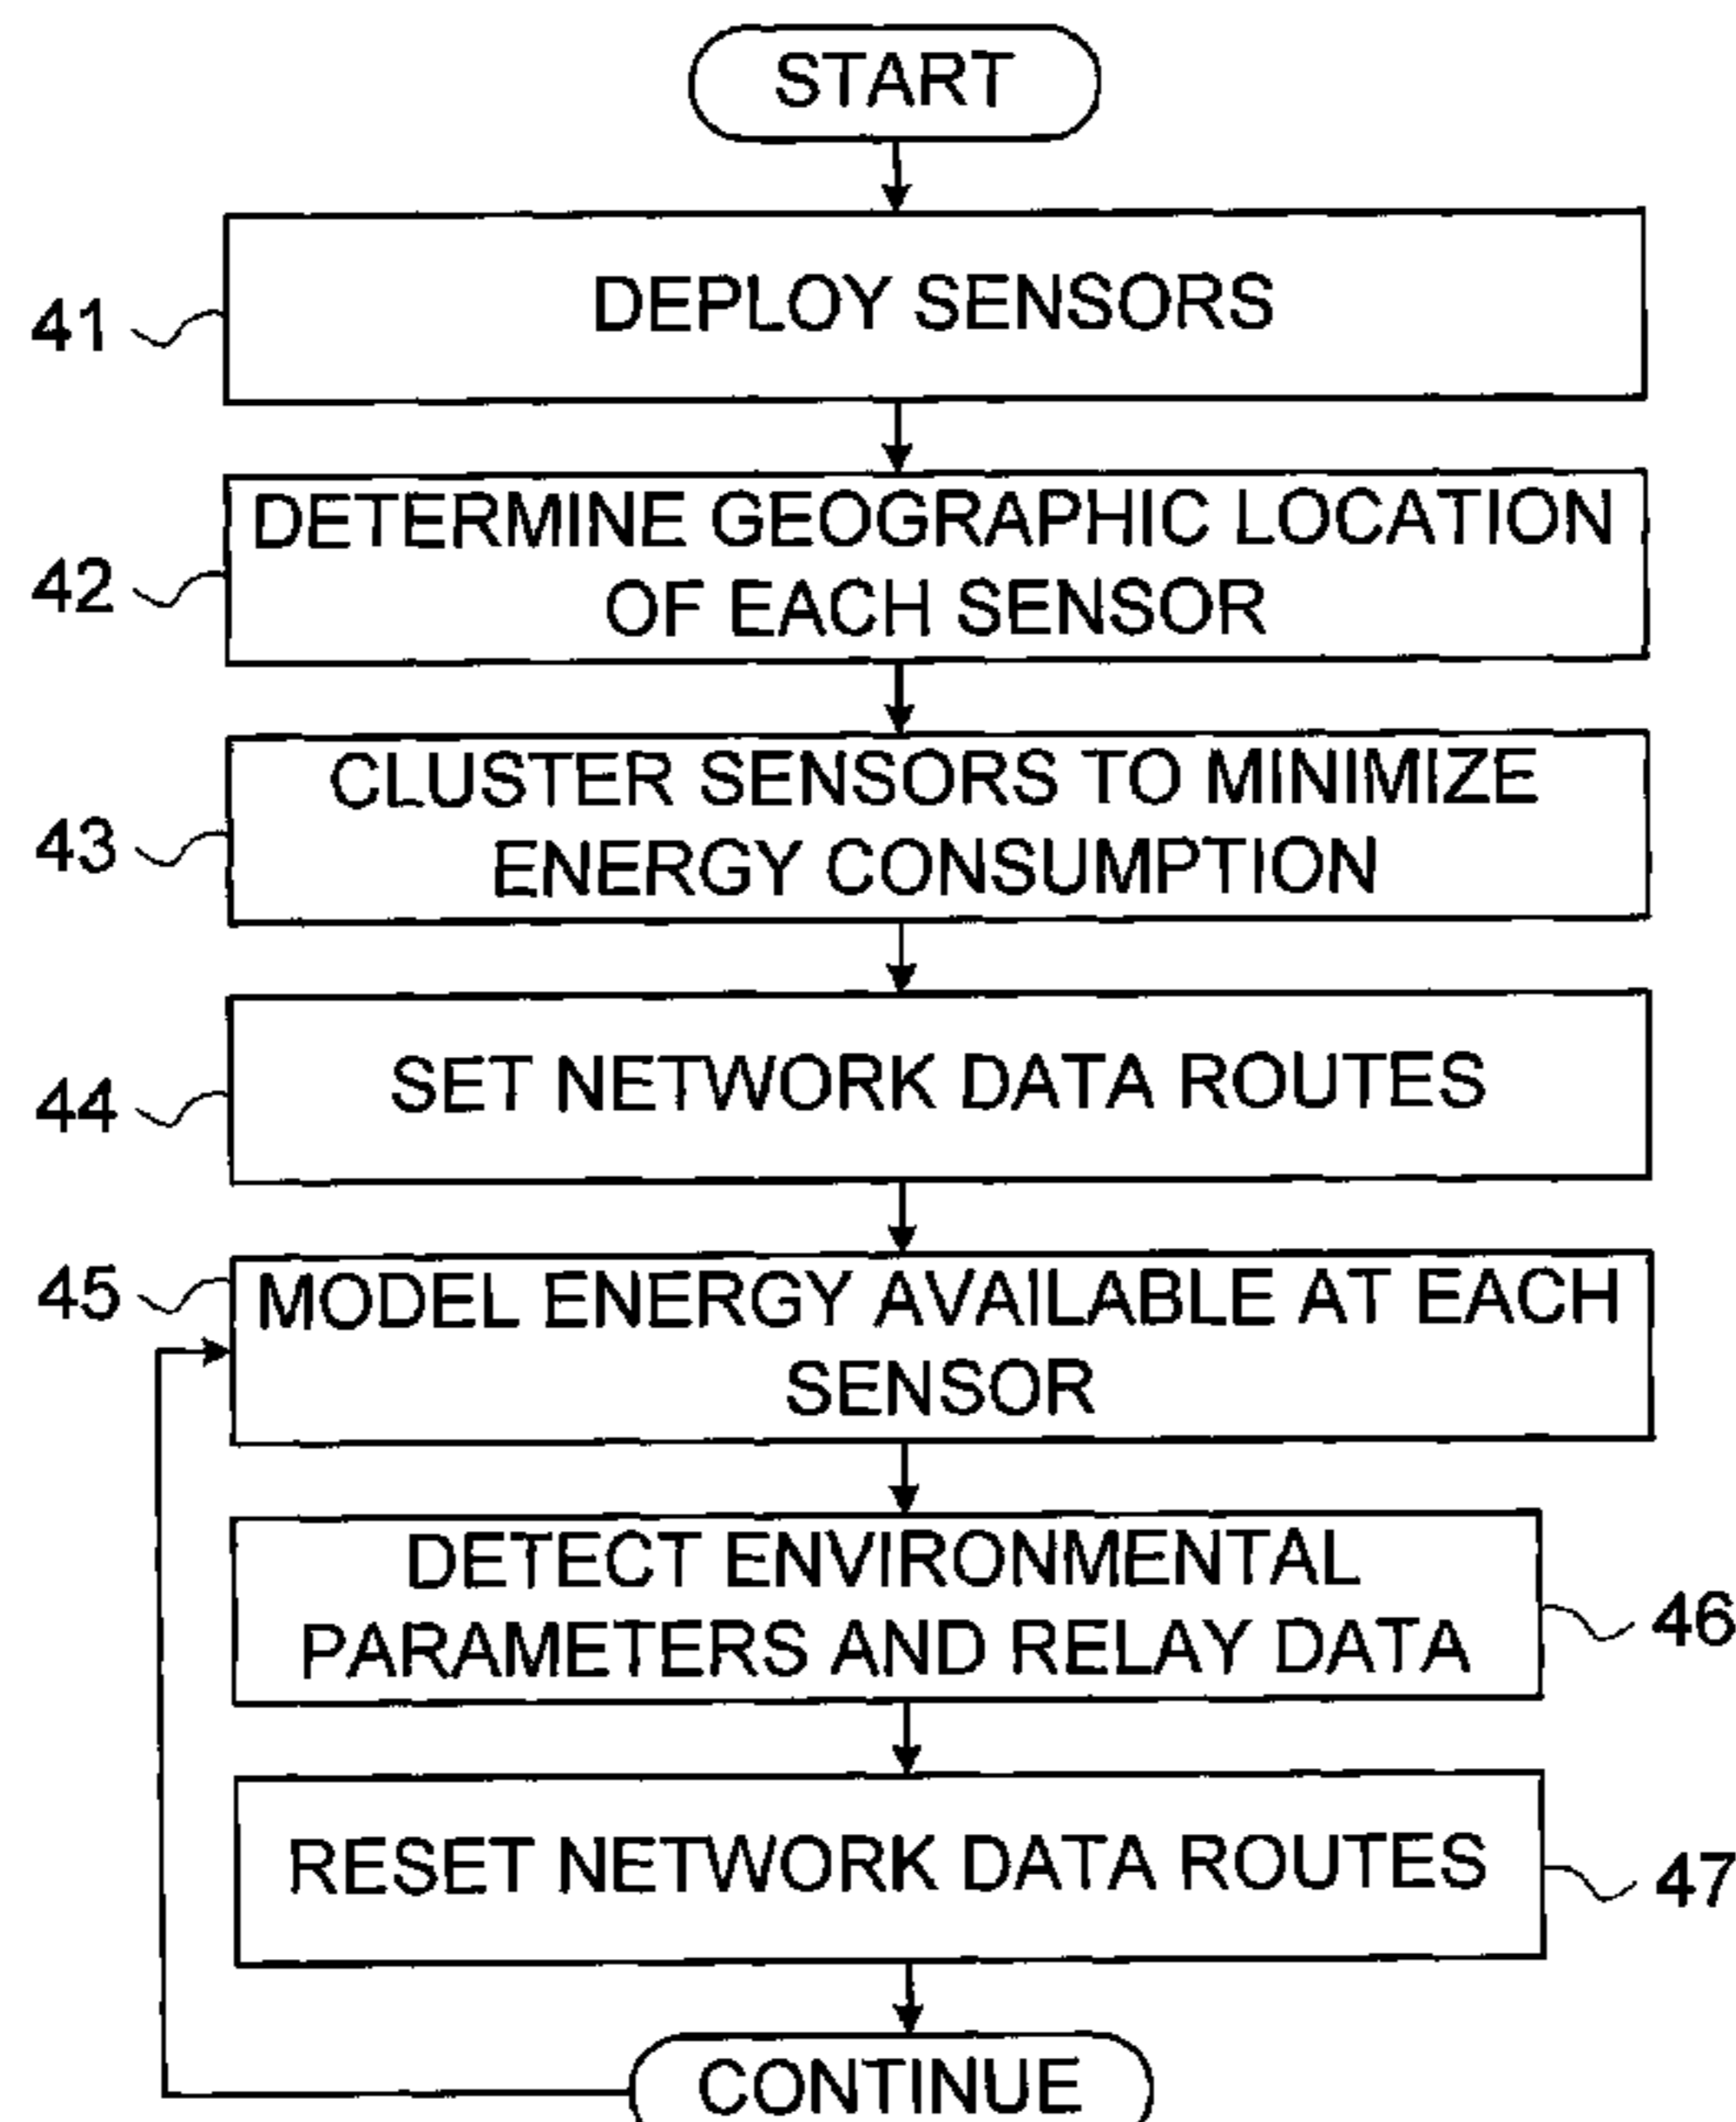 START
41
DEPLOY SENSORS
42
DETERMINE GEOGRAPHIC LOCATION
OF EACH SENSOR
43
CLUSTER SENSORS TO MINIMIZE
ENERGY CONSUMPTION
44
SET NETWORK DATA ROUTES
45
MODEL ENERGY AVAILABLE AT EACH
SENSOR
DETECT ENVIRONMENTAL
PARAMETERS AND RELAY DATA
46
RESET NETWORK DATA ROUTES
47
CONTINUE